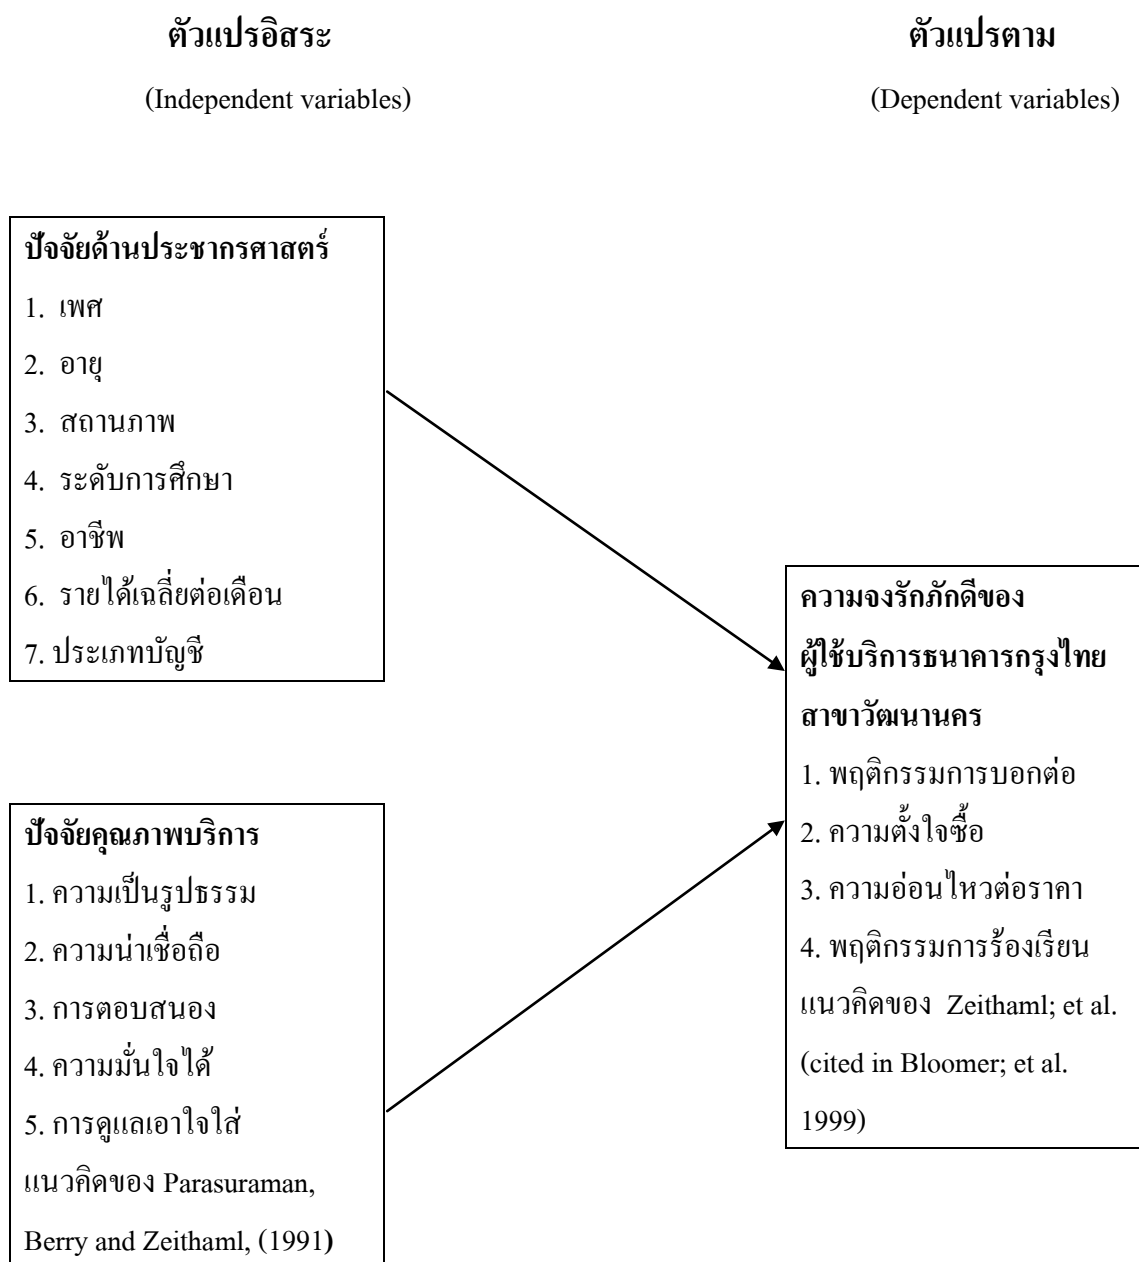 ตัวแปรอิสระ
(Independent variables)
ตัวแปรตาม
(Dependent variables)
ปัจจัยด้านประชากรศาสตร์
1. เพศ
2. อายุ
3. สถานภาพ
4. ระดับการศึกษา
5. อาชีพ
6. รายได้เฉลี่ยต่อเดือน
7. ประเภทบัญชี
ปัจจัยคุณภาพบริการ
1. ความเป็นรูปธรรม
2. ความน่าเชื่อถือ
3. การตอบสนอง
4. ความมั่นใจได้
5. การดูแลเอาใจใส่
แนวคิดของ Parasuraman,
Berry and Zeithaml, (1991)
ความจงรักภักดีของ
ผู้ใช้บริการธนาคารกรุงไทย
สาขาวัฒนานคร
1. พฤติกรรมการบอกต่อ
2. ความตั้งใจซื้อ
3. ความอ่อนไหวต่อราคา
4. พฤติกรรมการร้องเรียน
แนวคิดของ Zeithaml; et al.
(cited in Bloomer; et al.
1999)